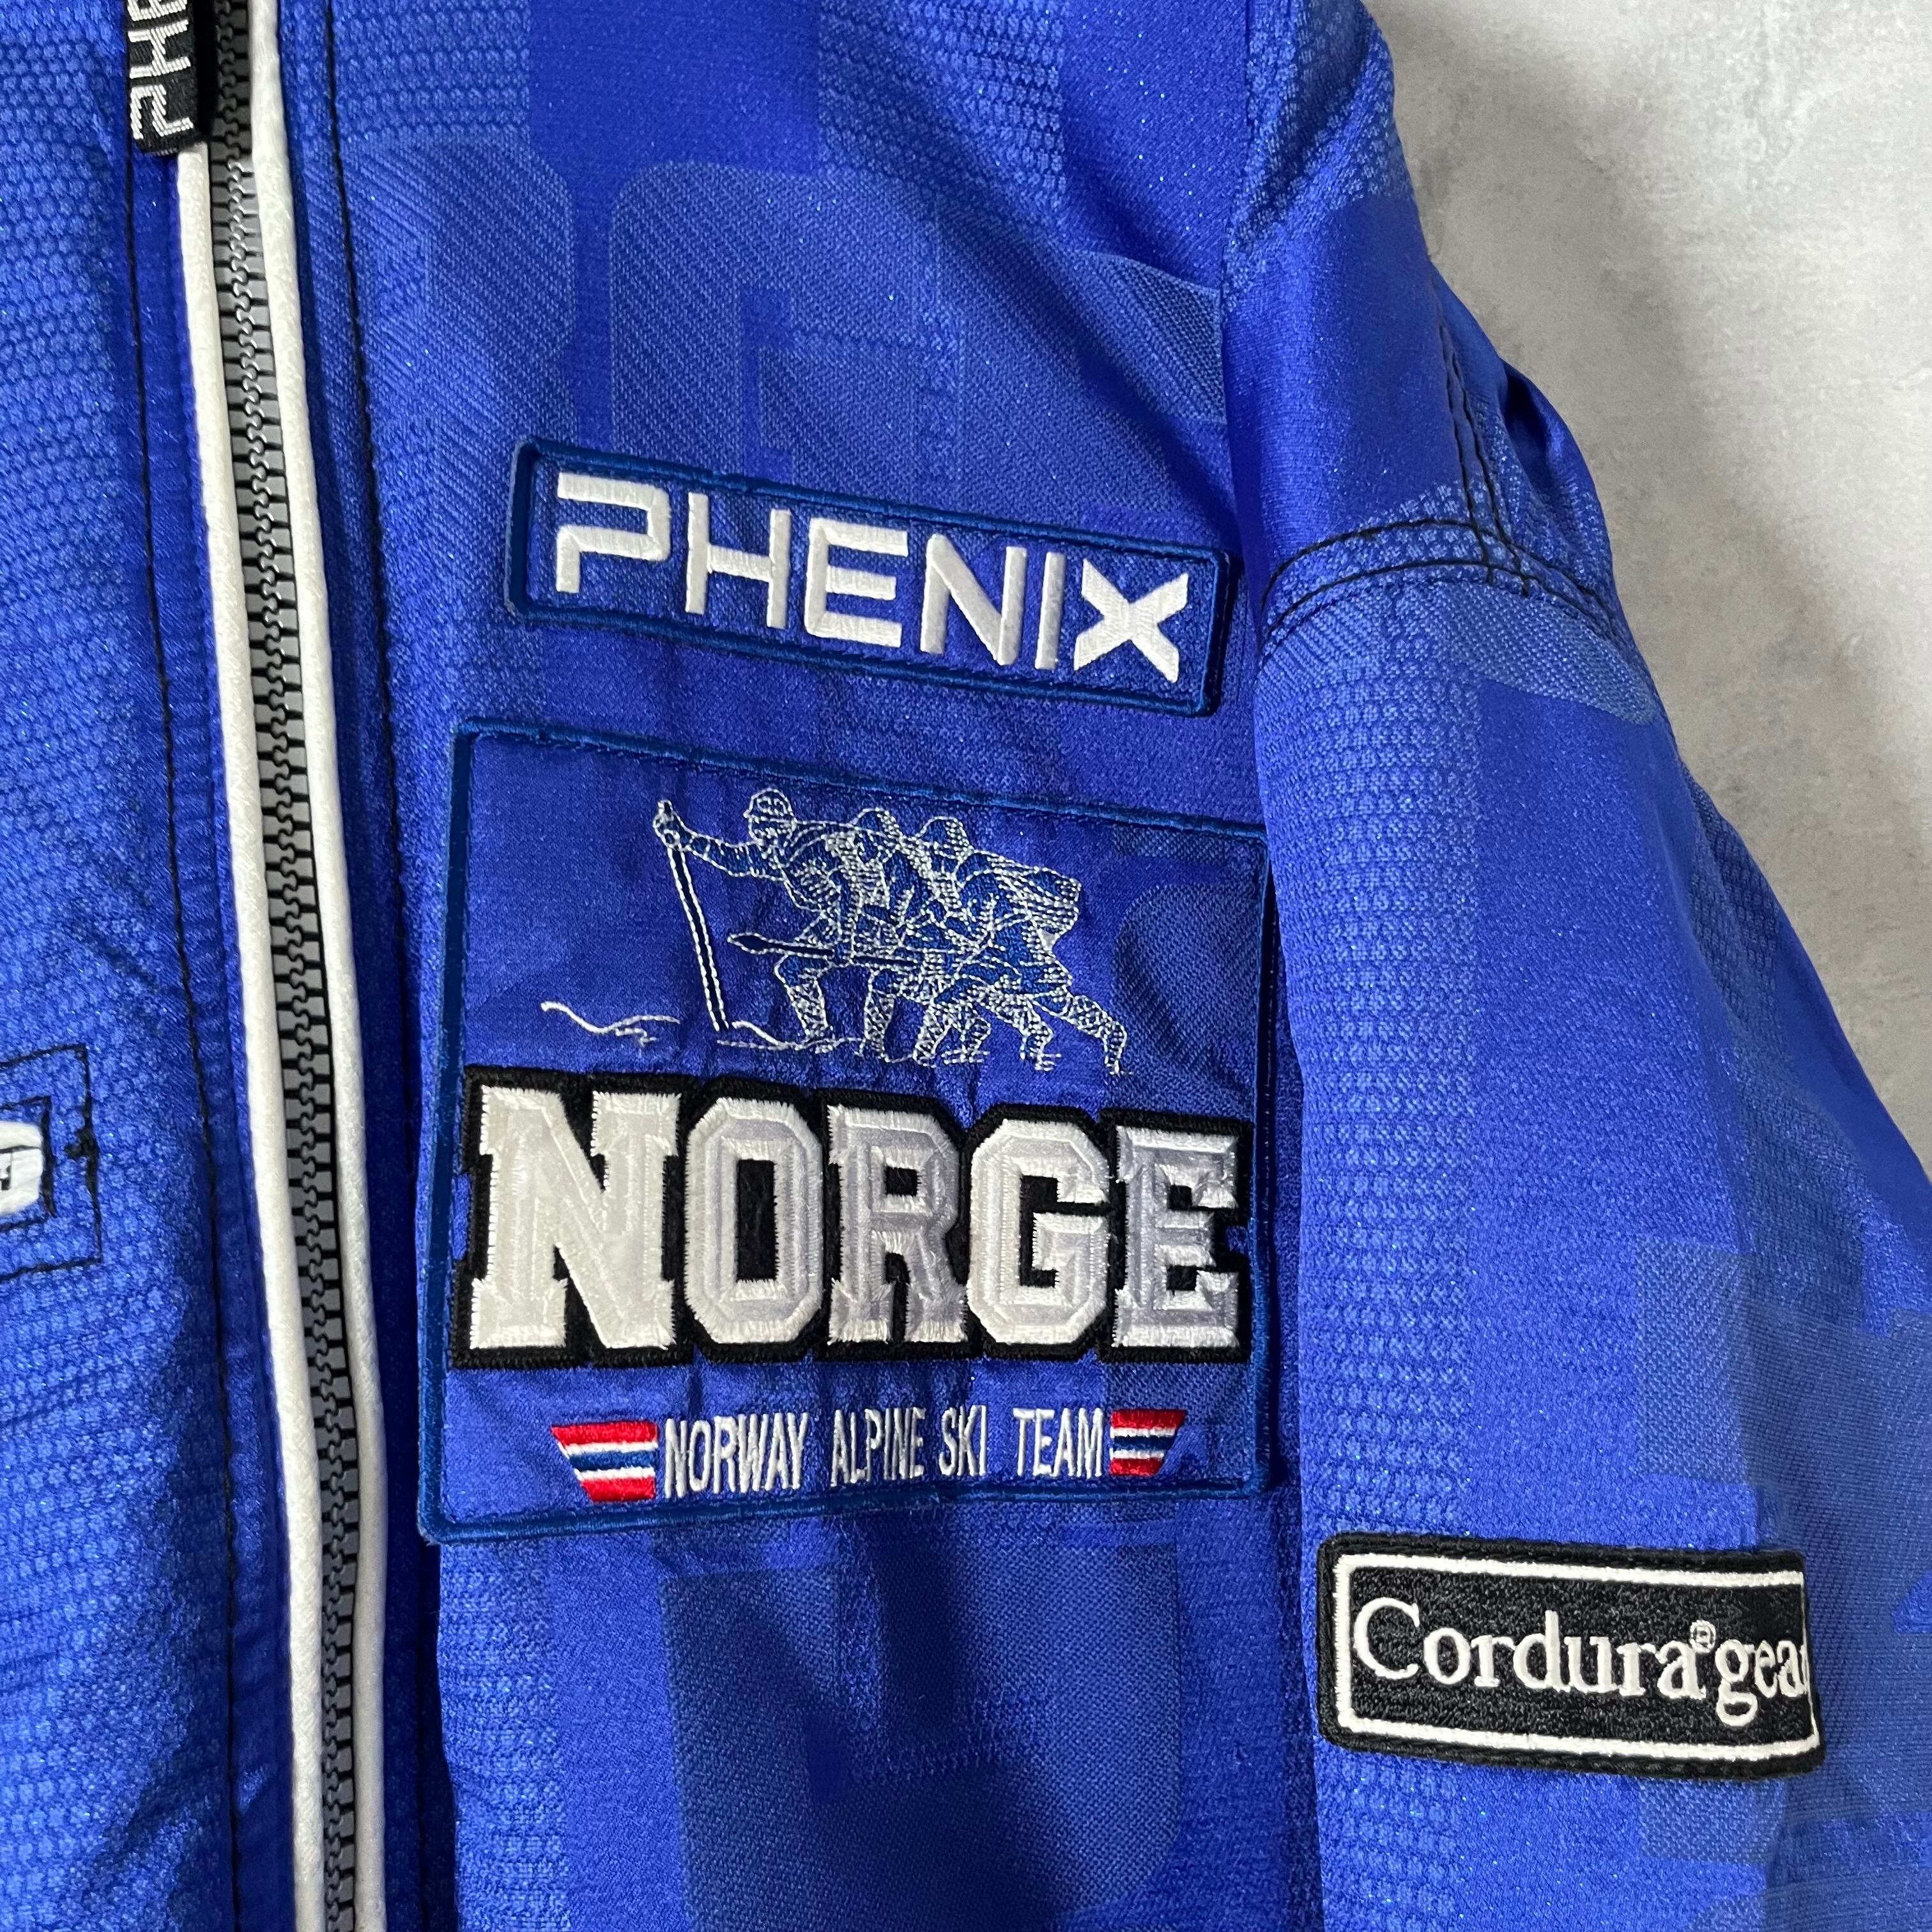 PHENIX
NORGE
NORWAY ALPINE SKI TEAM
Cordura® gear